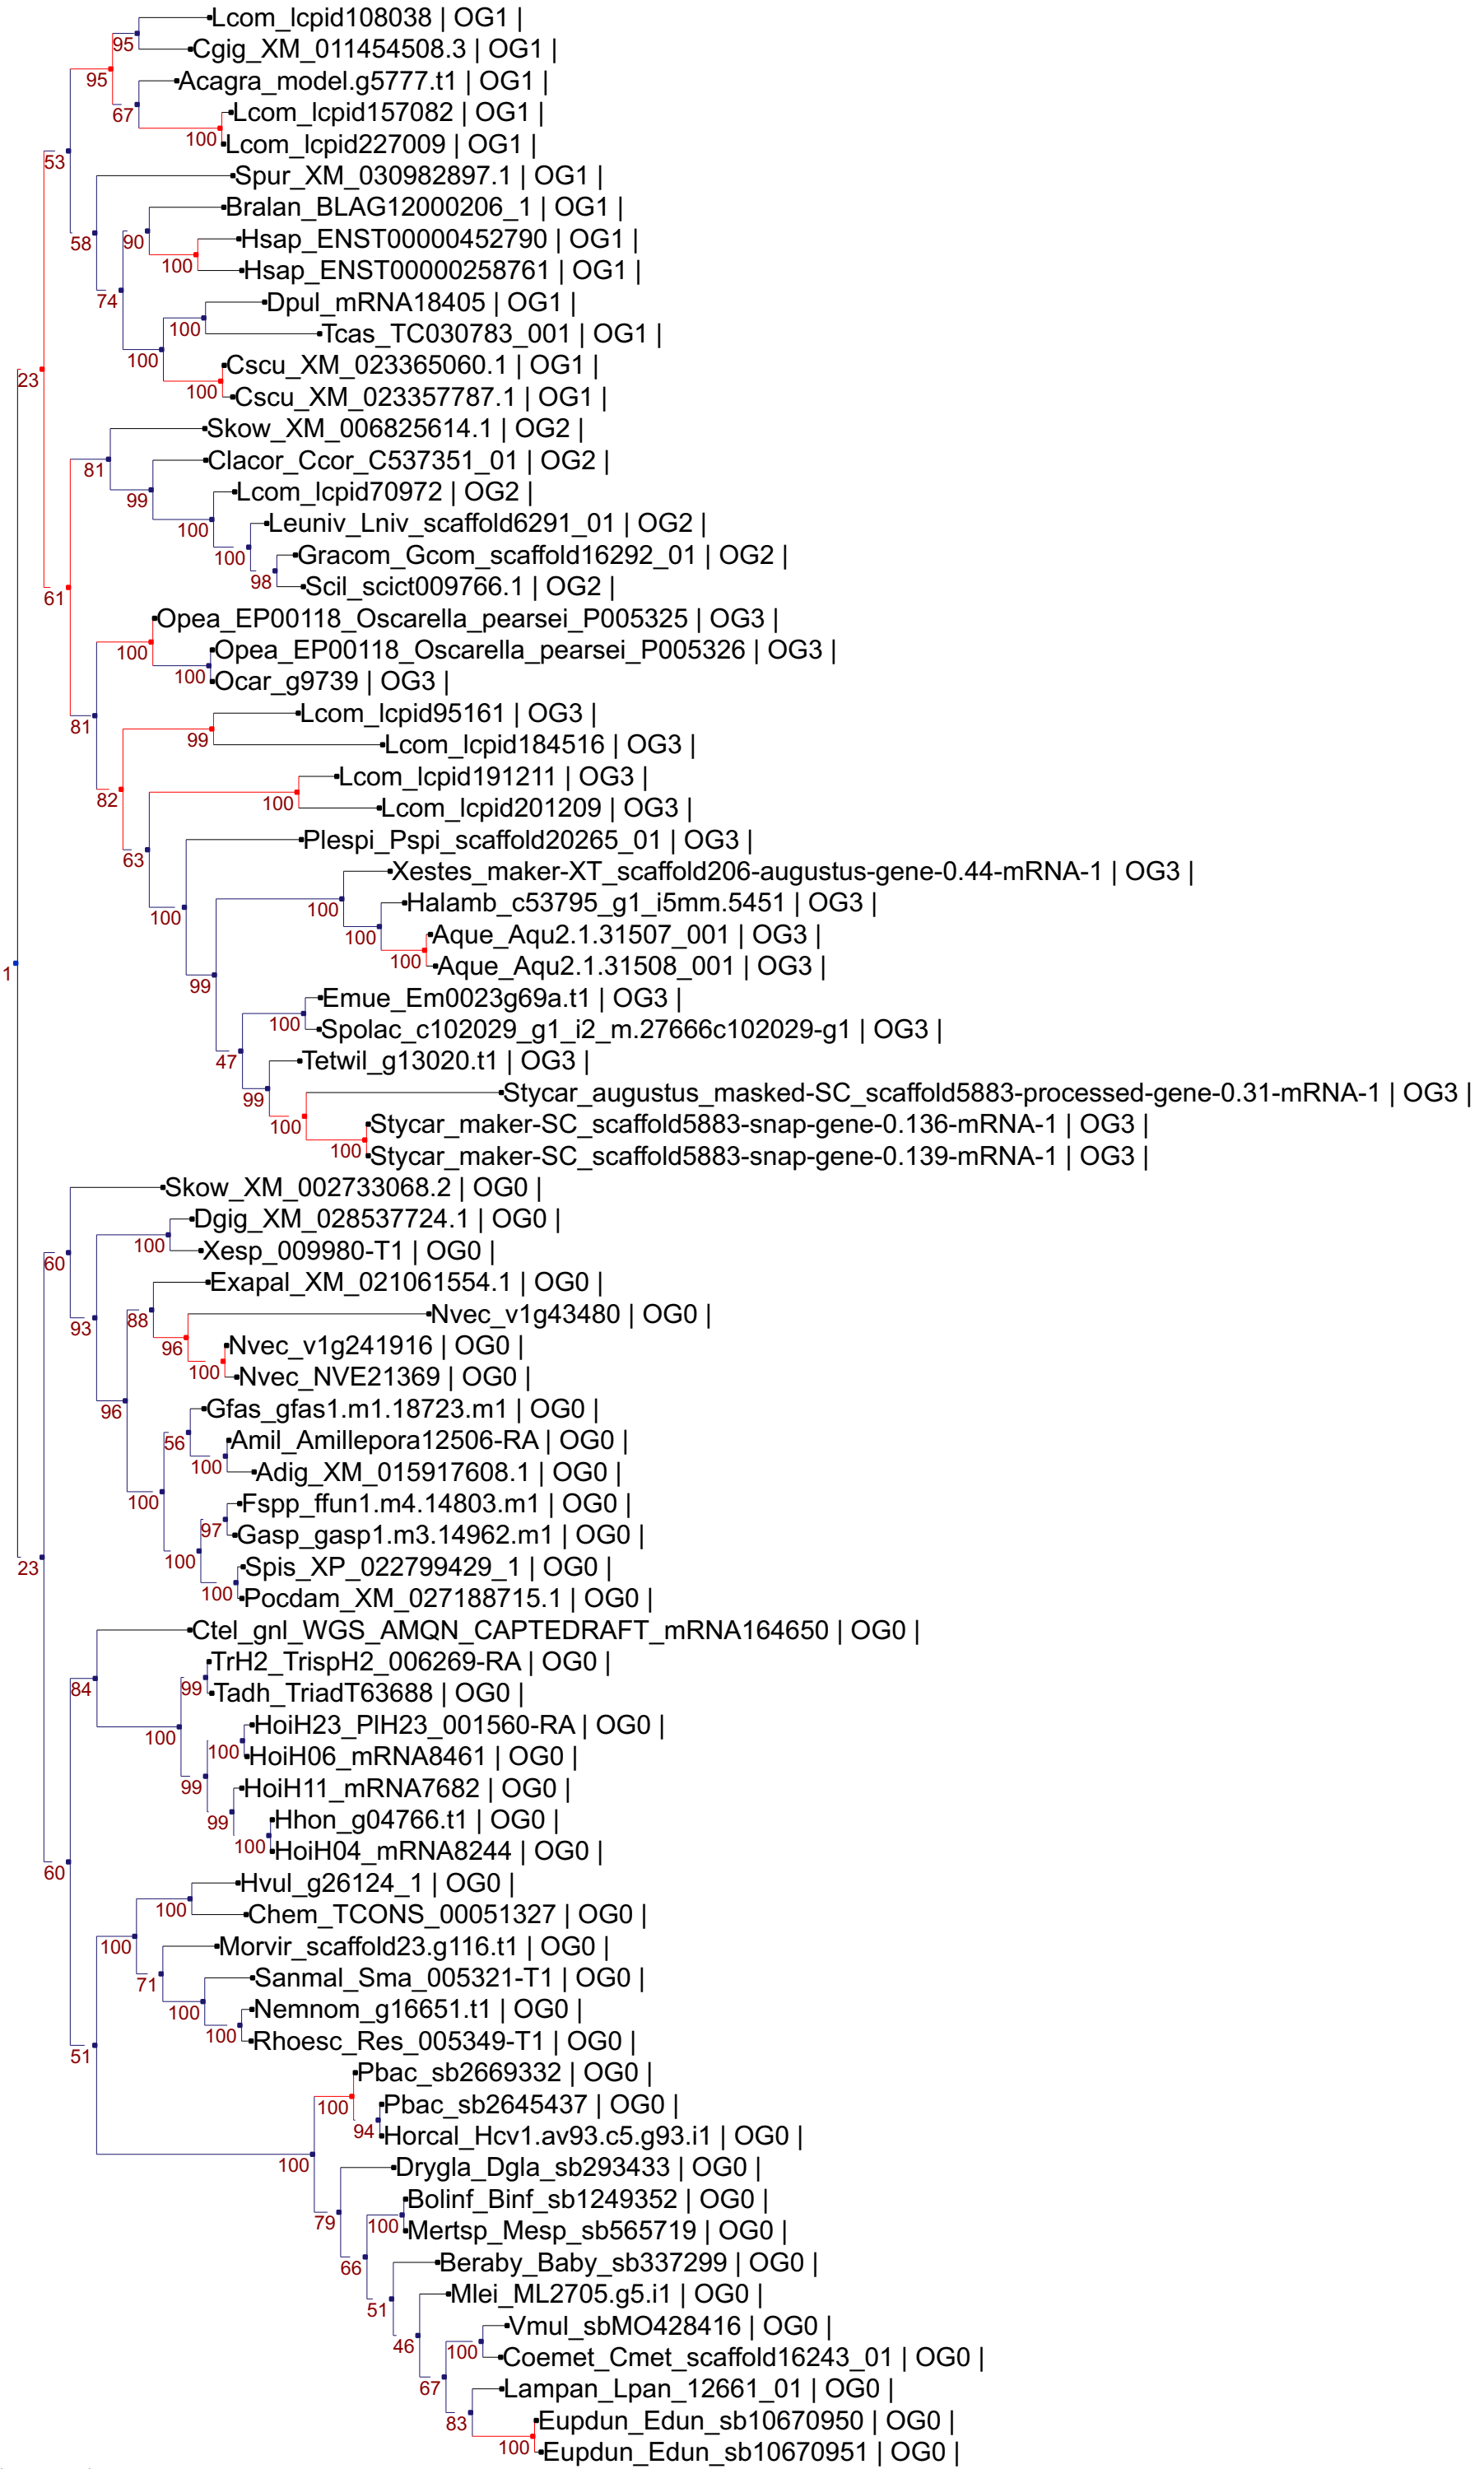 Lcom_lcpid108038 | OG1 |
95
Cgig_XM_011454508.3 | OG1 |
95
Acagra_model.g5777.t1 | OG1 |
67
Lcom_lcpid157082 | OG1 |
100
Lcom_lcpid227009 | OG1 |
53
Spur_XM_030982897.1 | OG1 |
Bralan_BLAG12000206_1 | OG1 |
58
90
Hsap_ENST00000452790 | OG1 |
100
Hsap_ENST00000258761 | OG1 |
74
Dpul_mRNA18405 | OG1 |
100
Tcas_TC030783_001 | OG1 |
100
Cscu_XM_023365060.1 | OG1 |
23
100
Cscu_XM_023357787.1 | OG1 |
Skow_XM_006825614.1 | OG2 |
81
Clacor_Ccor_C537351_01 | OG2 |
99
Lcom_lcpid70972 | OG2 |
100
Leuniv_Lniv_scaffold6291_01 | OG2 |
100
Gracom_Gcom_scaffold16292_01 | OG2 |
98
Scil_scict009766.1 | OG2 |
61
Opea_EP00118_Oscarella_pearsei_P005325 | OG3 |
100
Opea_EP00118_Oscarella_pearsei_P005326 | OG3 |
100
Ocar_g9739 | OG3 |
Lcom_lcpid95161 | OG3 |
81
99
Lcom_lcpid184516 | OG3 |
Lcom_lcpid191211 | OG3 |
82
100
Lcom_lcpid201209 | OG3 |
Plespi_Pspi_scaffold20265_01 | OG3 |
63
Xestes_maker-XT_scaffold206-augustus-gene-0.44-mRNA-1 | OG3 |
100
Halamb_c53795_g1_i5mm.5451 | OG3 |
100
100
Aque_Aqu2.1.31507_001 | OG3 |
100
Aque_Aqu2.1.31508_001 | OG3 |
1
99
Emue_Em0023g69a.t1 | OG3 |
100
Spolac_c102029_g1_i2_m.27666c102029-g1 | OG3 |
47
Tetwil_g13020.t1 | OG3 |
99
Stycar_augustus_masked-SC_scaffold5883-processed-gene-0.31-mRNA-1 | OG3 |
100
Stycar_maker-SC_scaffold5883-snap-gene-0.136-mRNA-1 | OG3 |
100
Stycar_maker-SC_scaffold5883-snap-gene-0.139-mRNA-1 | OG3 |
Skow_XM_002733068.2 | OG0 |
Dgig_XM_028537724.1 | OG0 |
100
Xesp_009980-T1 | OG0 |
60
Exapal_XM_021061554.1 | OG0 |
Nvec_v1g43480 | OG0 |
88
93
Nvec_v1g241916 | OG0 |
96
100
Nvec_NVE21369 | OG0 |
Gfas_gfas1.m1.18723.m1 | OG0 |
96
Amil_Amillepora12506-RA | OG0 |
56
100
Adig_XM_015917608.1 | OG0 |
100
Fspp_ffun1.m4.14803.m1 | OG0 |
97
Gasp_gasp1.m3.14962.m1 | OG0 |
100
Spis_XP_022799429_1 | OG0 |
23
100
Pocdam_XM_027188715.1 | OG0 |
Ctel_gnl_WGS_AMQN_CAPTEDRAFT_mRNA164650 | OG0 |
TrH2_TrispH2_006269-RA | OG0 |
84
99
Tadh_TriadT63688 | OG0 |
100
HoiH23_PlH23_001560-RA | OG0 |
100
HoiH06_mRNA8461 | OG0 |
99
HoiH11_mRNA7682 | OG0 |
99
Hhon_g04766.t1 | OG0 |
100
HoiH04_mRNA8244 | OG0 |
60
Hvul_g26124_1 | OG0 |
100
Chem_TCONS_00051327 | OG0 |
100
Morvir_scaffold23.g116.t1 | OG0 |
71
Sanmal_Sma_005321-T1 | OG0 |
100
Nemnom_g16651.t1 | OG0 |
100
Rhoesc_Res_005349-T1 | OG0 |
51
Pbac_sb2669332 | OG0 |
100
Pbac_sb2645437 | OG0 |
94
Horcal_Hcv1.av93.c5.g93.i1 | OG0 |
100
Drygla_Dgla_sb293433 | OG0 |
Bolinf_Binf_sb1249352 | OG0 |
79
100
Mertsp_Mesp_sb565719 | OG0 |
66
Beraby_Baby_sb337299 | OG0 |
Mlei_ML2705.g5.i1 | OG0 |
51
Vmul_sbMO428416 | OG0 |
46
100
Coemet_Cmet_scaffold16243_01 | OG0 |
67
Lampan_Lpan_12661_01 | OG0 |
83
Eupdun_Edun_sb10670950 | OG0 |
100
Eupdun_Edun_sb10670951 | OG0 |